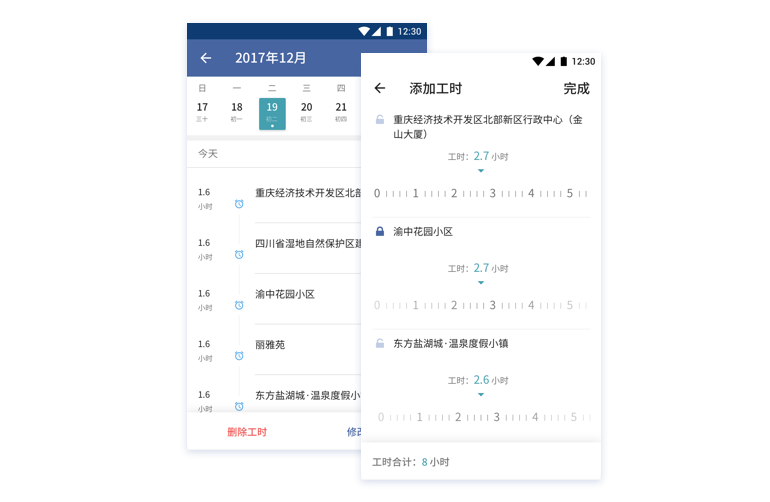 12:30
2017年12月
日 一 二 三 四
17 18 19 20 21
三十 初一 初二 初三 初四
今天
1.6
小时
重庆经济技术开发区北部
1.6
小时
四川省湿地自然保护区建
1.6
小时
渝中花园小区
1.6
小时
丽雅苑
1.6
小时
东方盐湖城·温泉度假小
删除工时
修改
12:30
添加工时
完成
重庆经济技术开发区北部新区行政中心（金
山大厦）
工时：2.7 小时
0 1 2 3 4 5
渝中花园小区
工时：2.7 小时
0 1 2 3 4 5
东方盐湖城·温泉度假小镇
工时：2.6 小时
0 1 2 3 4 5
工时合计：8 小时